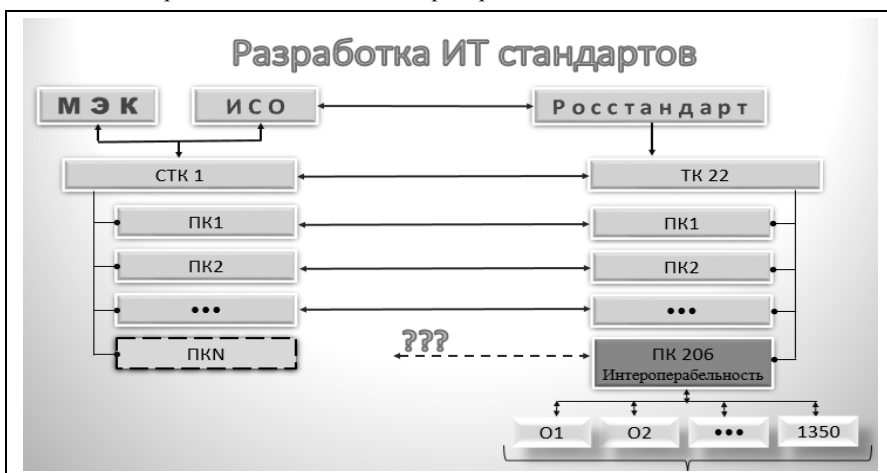 Разработка ИТ стандартов
МЭК ИСО Росстандарт
СТК 1 ТК 22
ПК1 ПК1
ПК2 ПК2
••• •••
???
ПКN ПК 206
Интероперабельность
О1 О2 ••• 1350